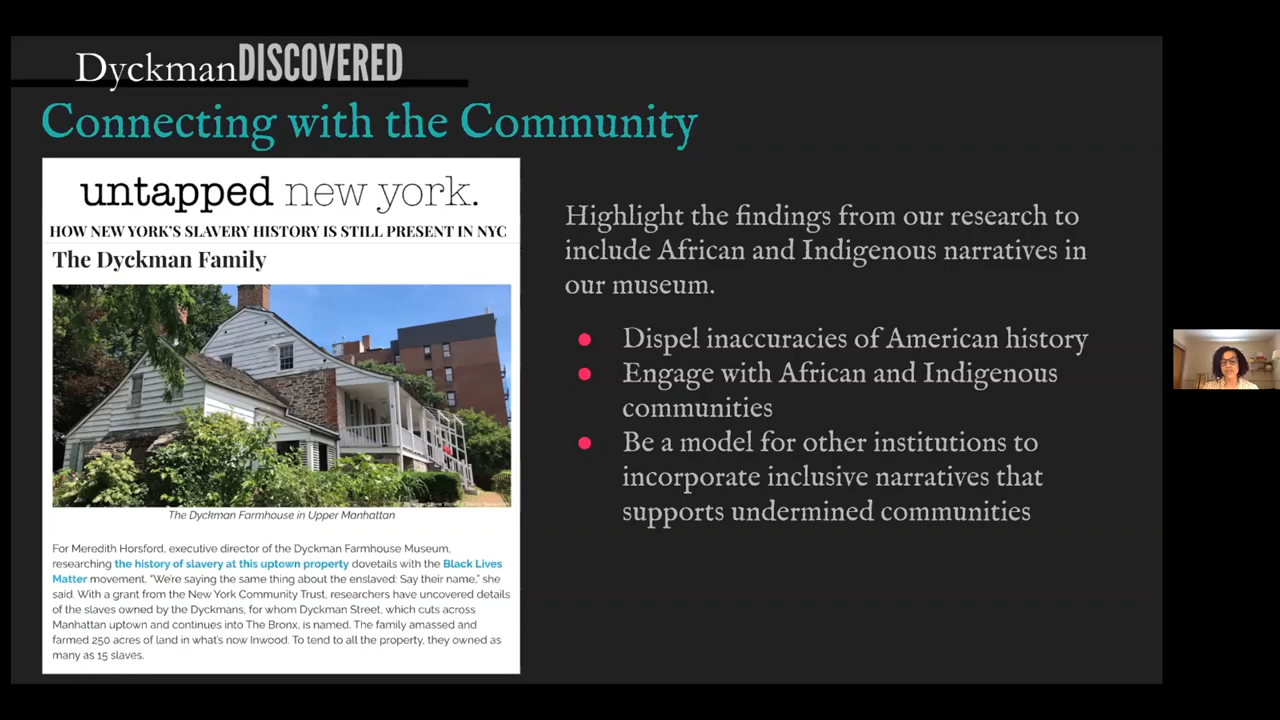 DyckmanDISCOVERED
Connecting with the Community
untapped new york.
HOW NEW YORK'S SLAVERY HISTORY IS STILL PRESENT IN NYC
The Dyckman Family
The Dyckman Farmhouse in Upper Manhattan
For Meredith Horsford, executive director of the Dyckman Farmhouse Museum,
researching the history of slavery at this uptown property dovetails with the Black Lives
Matter movement. "We're saying the same thing about the enslaved: Say their name," she
said. With a grant from the New York Community Trust, researchers have uncovered details
of the slaves owned by the Dyckmans, for whom Dyckman Street, which cuts across
Manhattan uptown and continues into The Bronx, is named. The family amassed and
farmed 250 acres of land in what's now Inwood. To tend to all the property, they owned as
many as 15 slaves.
Highlight the findings from our research to
include African and Indigenous narratives in
our museum.
● Dispel inaccuracies of American history
● Engage with African and Indigenous
communities
● Be a model for other institutions to
incorporate inclusive narratives that
supports undermined communities